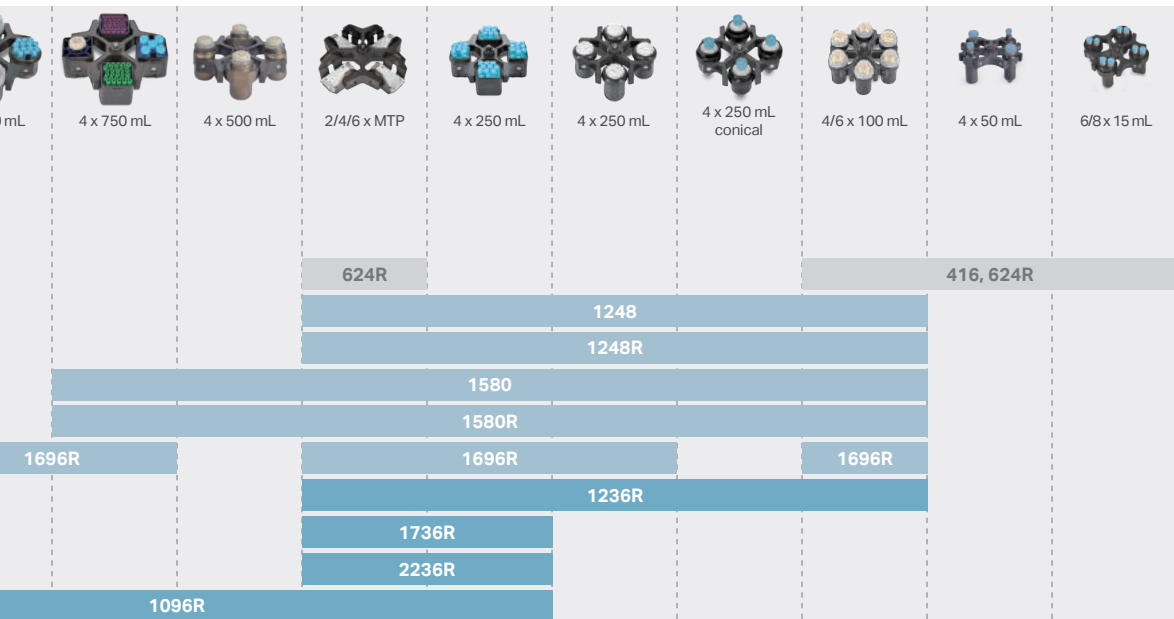 mL
4 x 750 mL
4 x 500 mL
2/4/6 x MTP
4 x 250 mL
4 x 250 mL
4 x 250 mL
conical
4/6 x 100 mL
4 x 50 mL
6/8 x 15 mL
624R
416, 624R
1248
1248R
1580
1580R
1696R
1696R
1696R
1236R
1736R
2236R
1096R